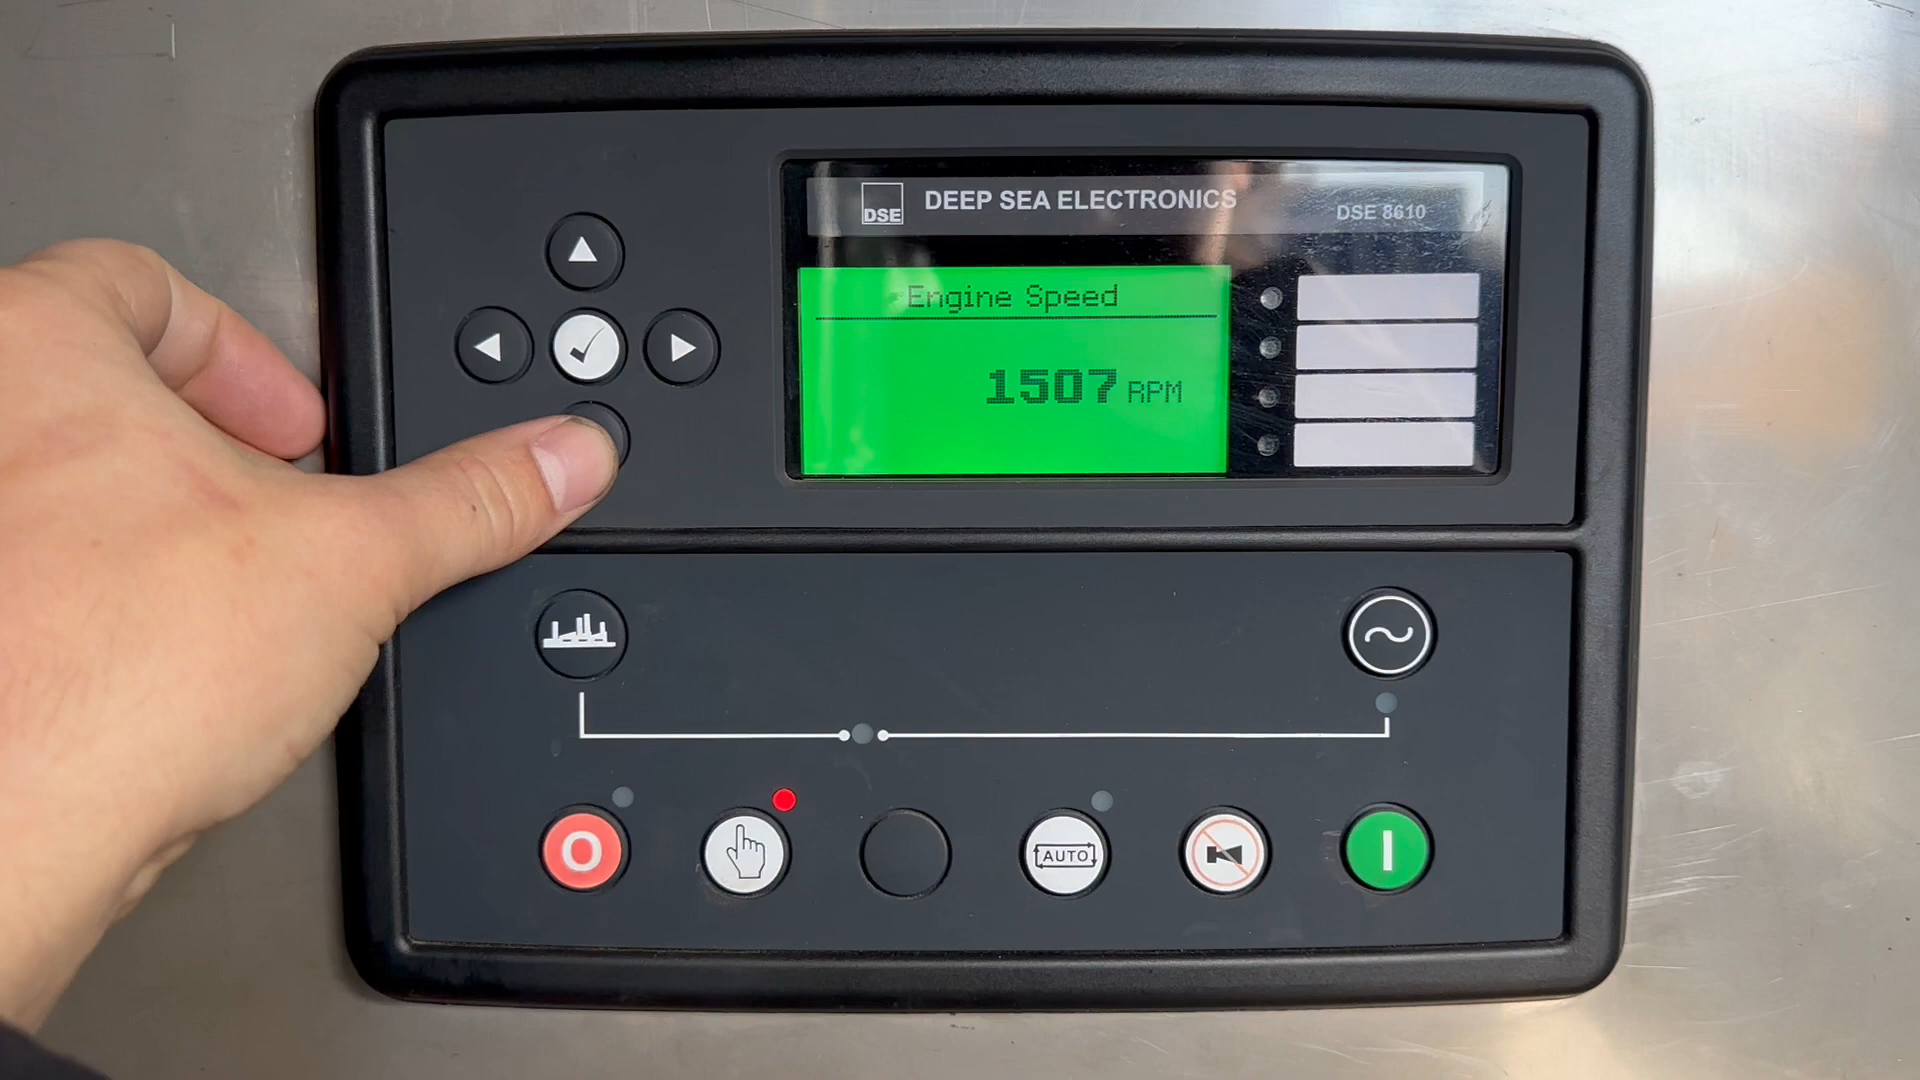 DSE
DEEP SEA ELECTRONICS
DSE 8610
Engine Speed
1507 RPM
O
AUTO
I